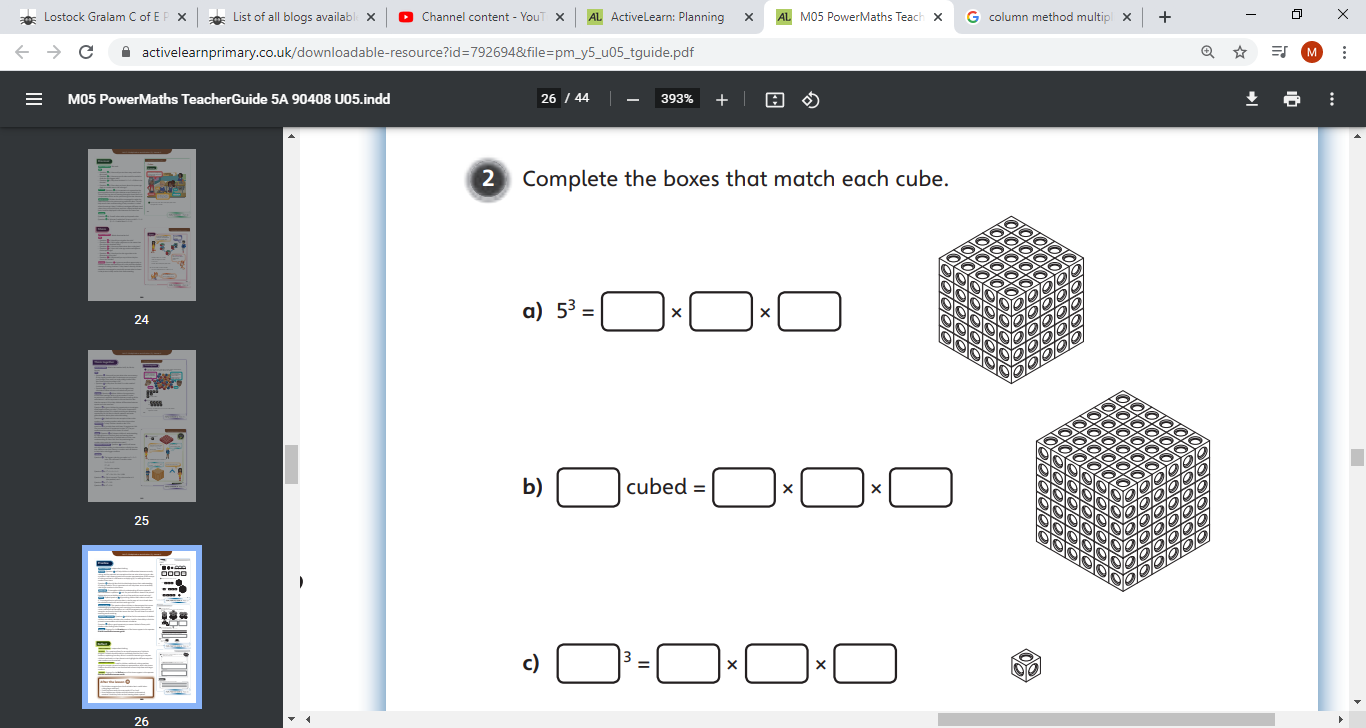 Lostock Gralam C of E P
List of all blogs availabl
Channel content - YouT
ActiveLearn: Planning
M05 PowerMaths Teach
column method multipl
activelearnprimary.co.uk/downloadable-resource?id=792694&file=pm_y5_u05_tguide.pdf
M
M05 PowerMaths TeacherGuide 5A 90408 U05.indd
26 / 44
393%
24
25
26
2 Complete the boxes that match each cube.
a) 5³ = × ×
b) cubed = × ×
c) ³ = × ×